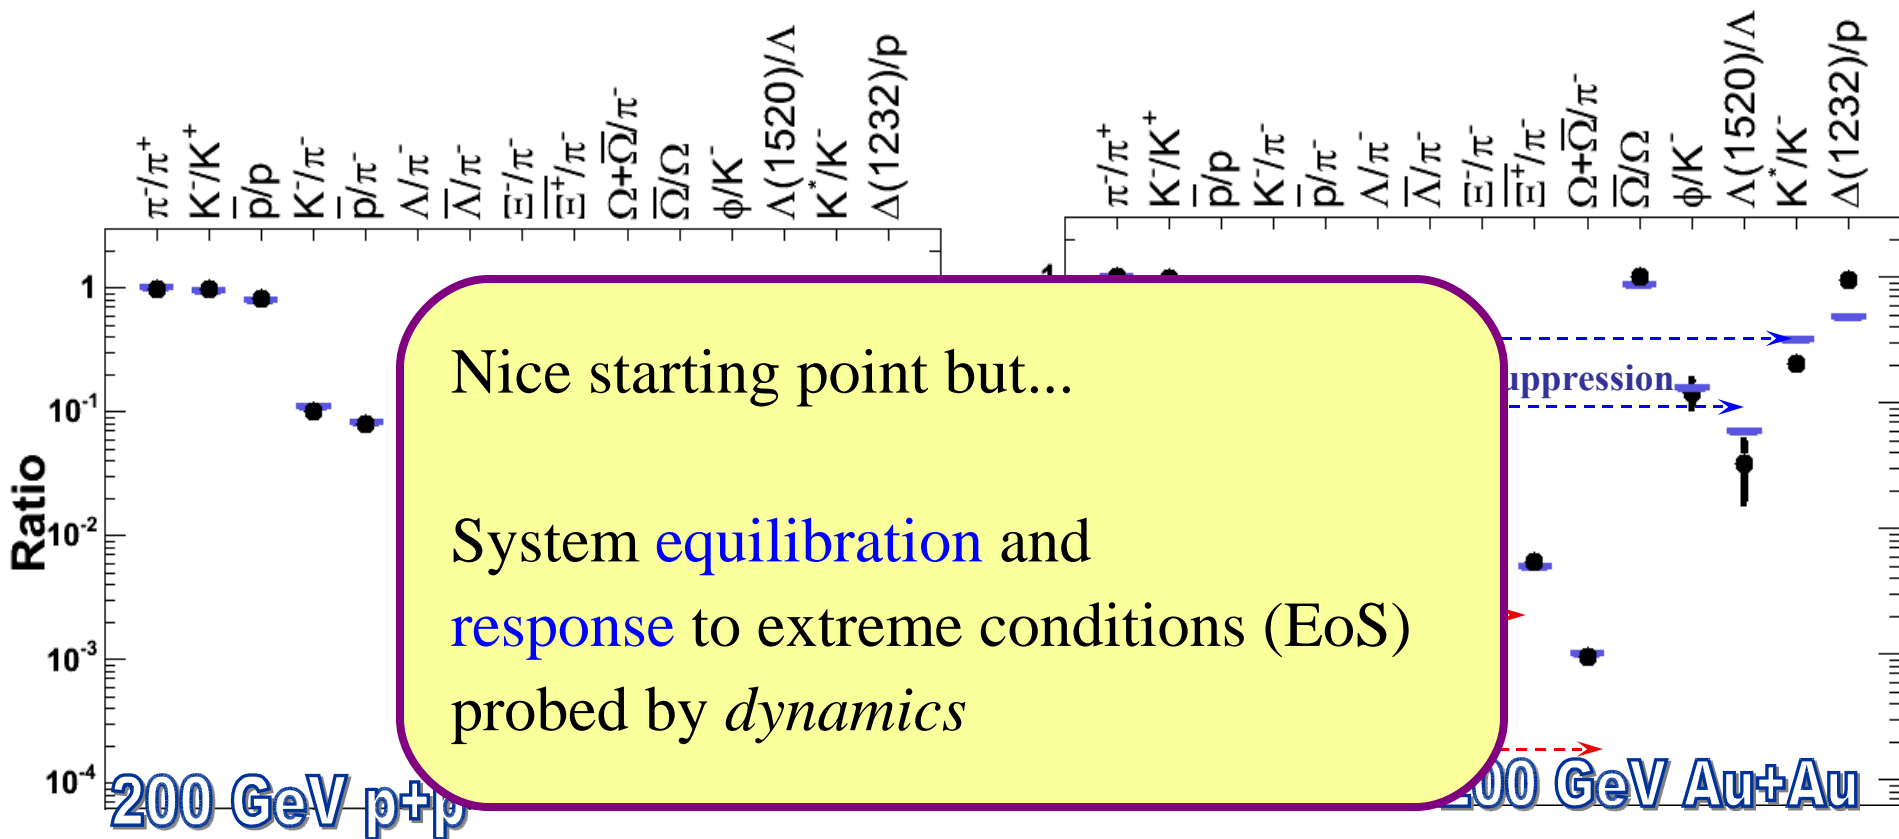 π⁻/π⁺
K⁻/K⁺
p̅/p
K⁻/π⁻
p̅/π⁻
Λ/π⁻
Λ̅/π⁻
Ξ⁻/π⁻
Ξ̅⁺/π⁻
Ω+Ω̅/π⁻
Ω̅/Ω
ϕ/K⁻
Λ(1520)/Λ
K*/K⁻
Δ(1232)/p
π⁻/π⁺
K⁻/K⁺
p̅/p
K⁻/π⁻
p̅/π⁻
Λ/π⁻
Λ̅/π⁻
Ξ⁻/π⁻
Ξ̅⁺/π⁻
Ω+Ω̅/π⁻
Ω̅/Ω
ϕ/K⁻
Λ(1520)/Λ
K*/K⁻
Δ(1232)/p
Ratio
1
10⁻¹
10⁻²
10⁻³
10⁻⁴
1
Nice starting point but...
System equilibration and
response to extreme conditions (EoS)
probed by dynamics
uppression
200 GeV p+p
200 GeV Au+Au